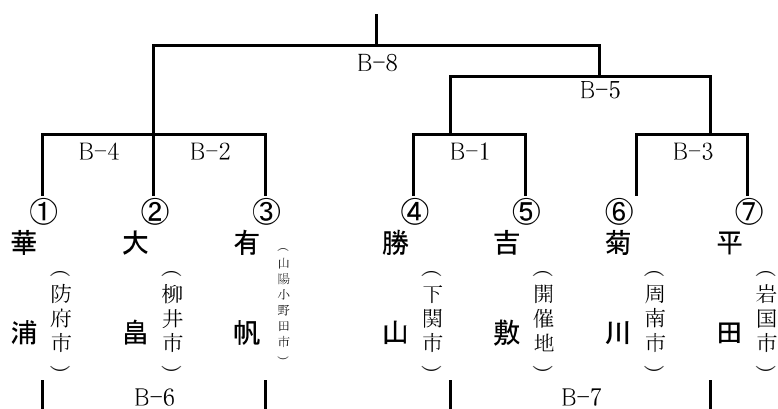 B-8
B-5
B-4
B-2
B-1
B-3
①
②
③
④
⑤
⑥
⑦
華浦
(防府市)
大畠
(柳井市)
有帆
(山陽小野田市)
勝山
(下関市)
吉敷
(開催地)
菊川
(周南市)
平田
(岩国市)
B-6
B-7